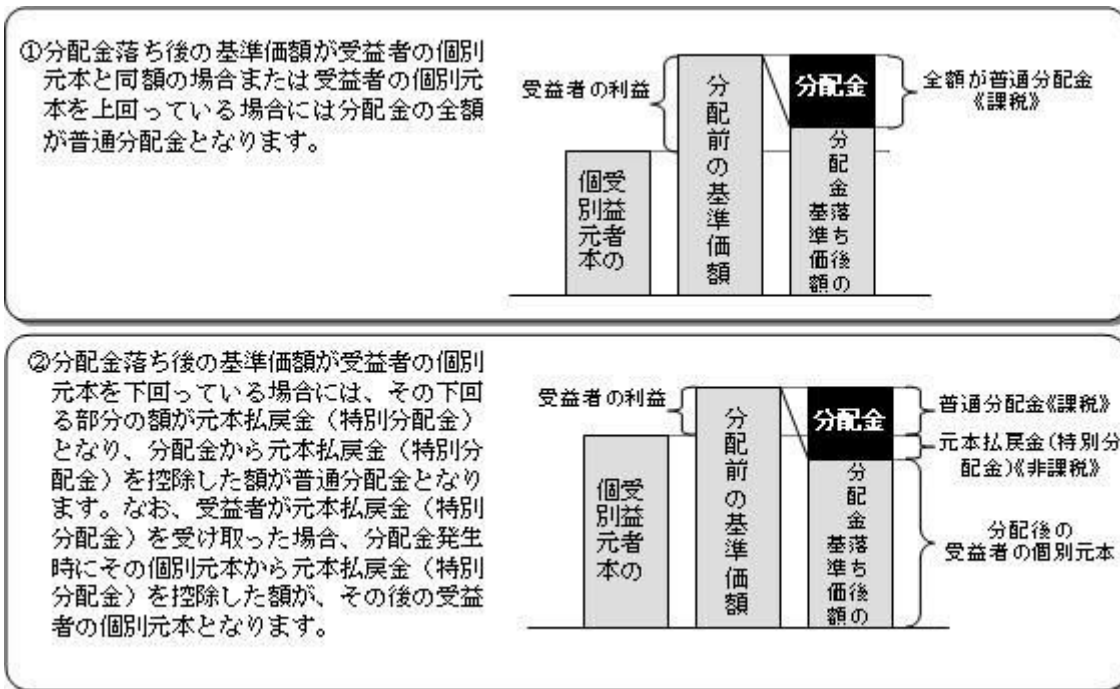 ①分配金落ち後の基準価額が受益者の個別
元本と同額の場合または受益者の個別元
本を上回っている場合には分配金の全額
が普通分配金となります。
受益者の利益
受益者の
個別元本
分配前の基準価額
分配金
分配金落ち後の
基準価額
全額が普通分配金
《課税》
②分配金落ち後の基準価額が受益者の個別
元本を下回っている場合には、その下回
る部分の額が元本払戻金（特別分配金）
となり、分配金から元本払戻金（特別分
配金）を控除した額が普通分配金となり
ます。なお、受益者が元本払戻金（特別
分配金）を受け取った場合、分配金発生
時にその個別元本から元本払戻金（特別
分配金）を控除した額が、その後の受益
者の個別元本となります。
受益者の利益
受益者の
個別元本
分配前の基準価額
分配金
分配金落ち後の
基準価額
普通分配金《課税》
元本払戻金(特別分
配金)《非課税》
分配後の
受益者の個別元本